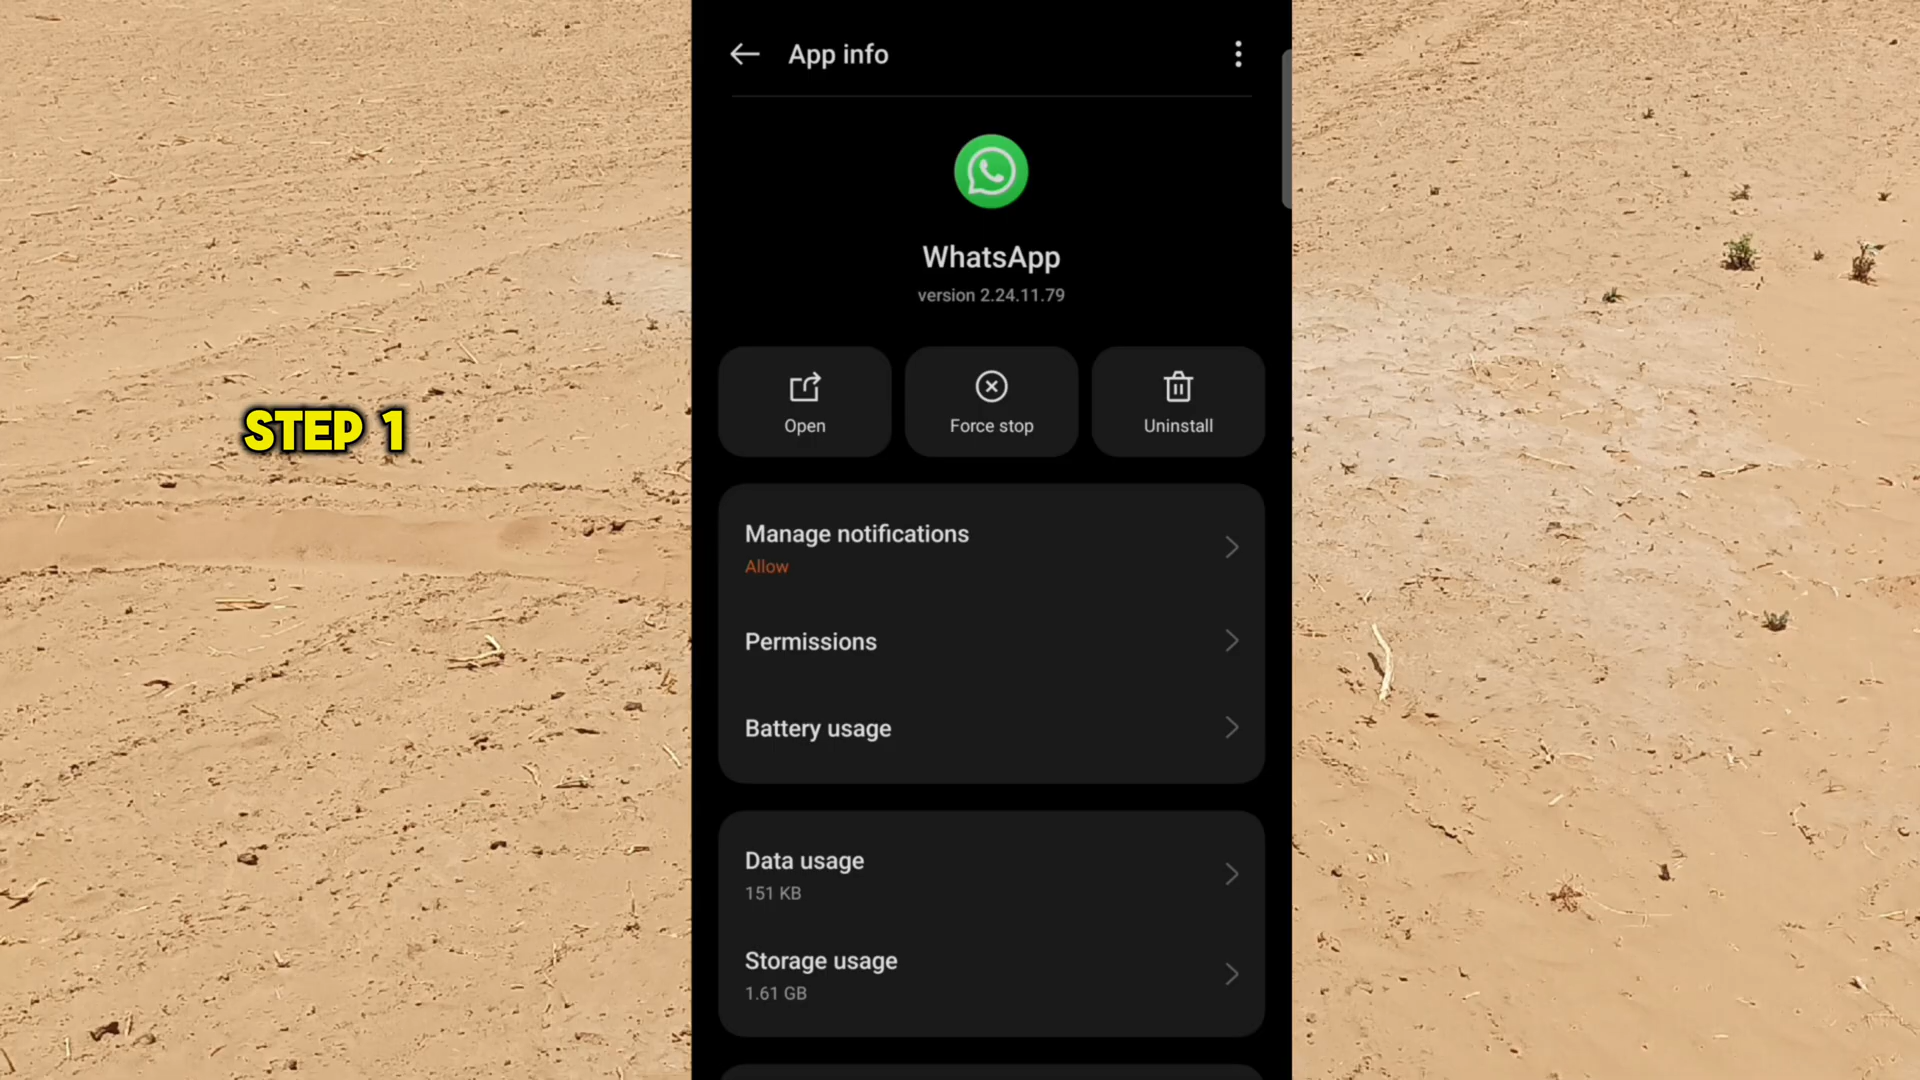 App info
WhatsApp
version 2.24.11.79
Open
Force stop
Uninstall
STEP 1
Manage notifications
Allow
Permissions
Battery usage
Data usage
151 KB
Storage usage
1.61 GB